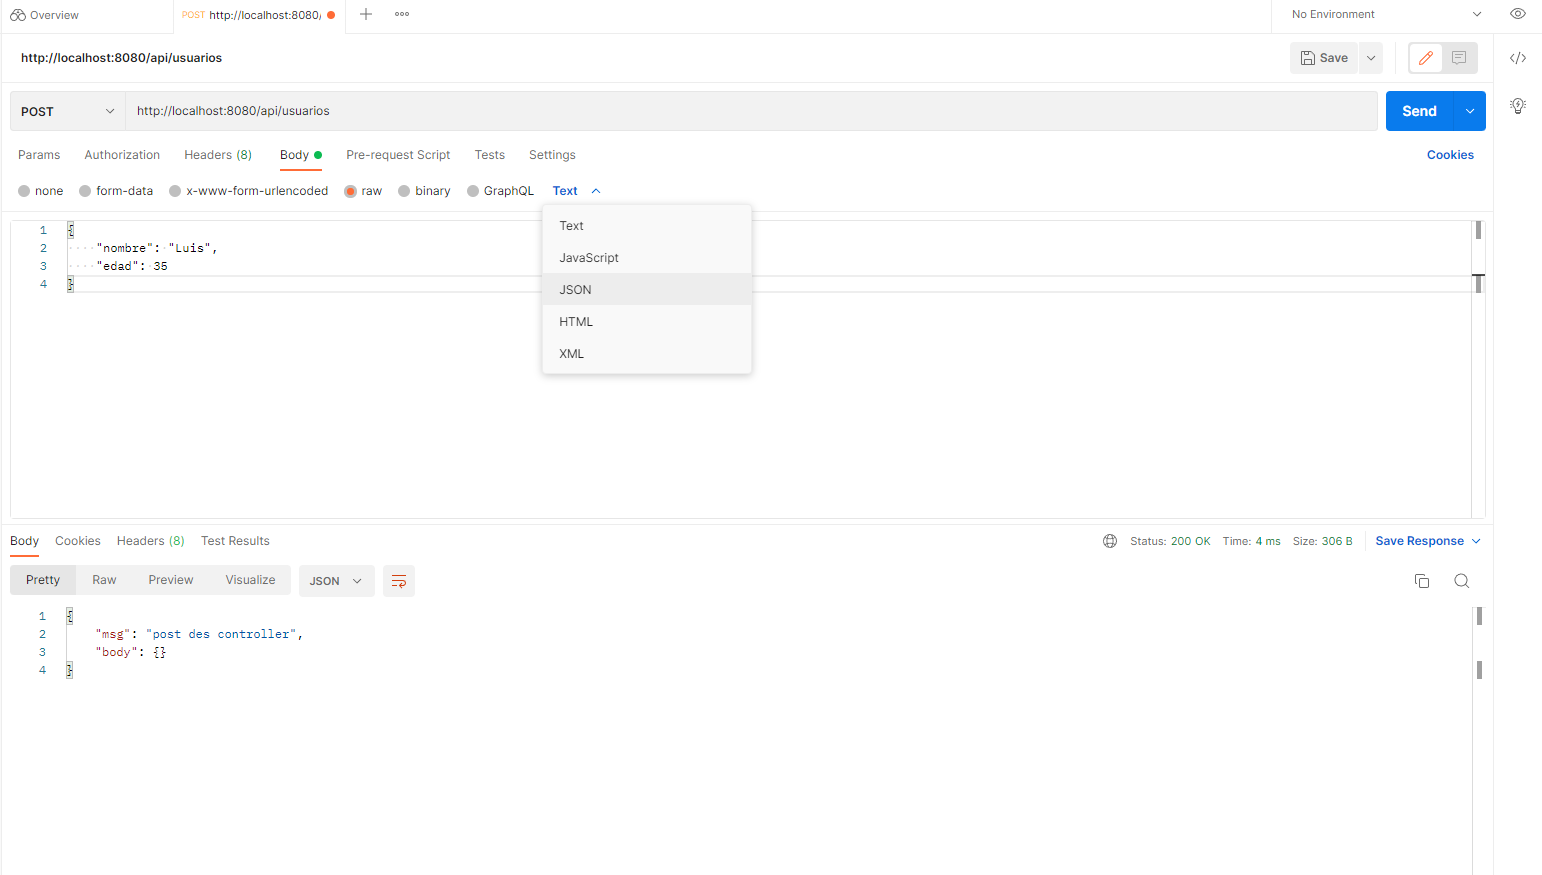 Overview
POST http://localhost:8080/
No Environment
http://localhost:8080/api/usuarios
Save
POST
http://localhost:8080/api/usuarios
Send
Params Authorization Headers (8) Body Pre-request Script Tests Settings Cookies
none form-data x-www-form-urlencoded raw binary GraphQL Text
Text
JavaScript
JSON
HTML
XML
1 {
2 "nombre": "Luis",
3 "edad": 35
4 }
Body Cookies Headers (8) Test Results
Status: 200 OK Time: 4 ms Size: 306 B Save Response
Pretty Raw Preview Visualize JSON
1 {
2 "msg": "post des controller",
3 "body": {}
4 }